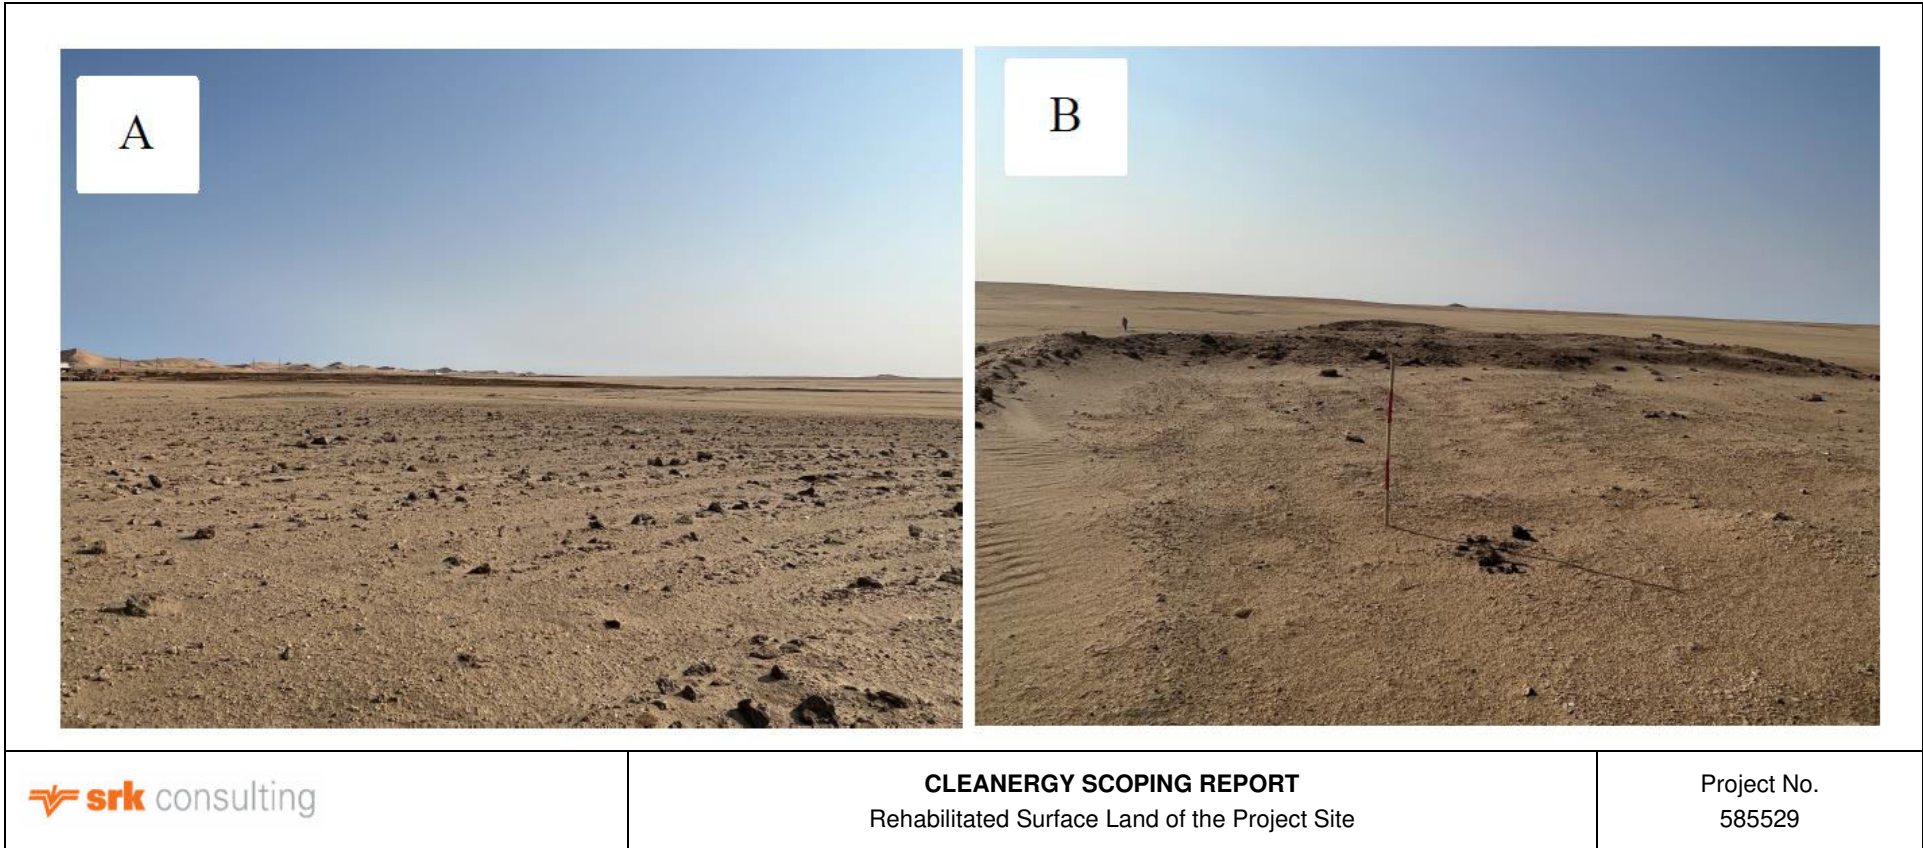 A
B
srk consulting
CLEANERGY SCOPING REPORT
Rehabilitated Surface Land of the Project Site
Project No.
585529